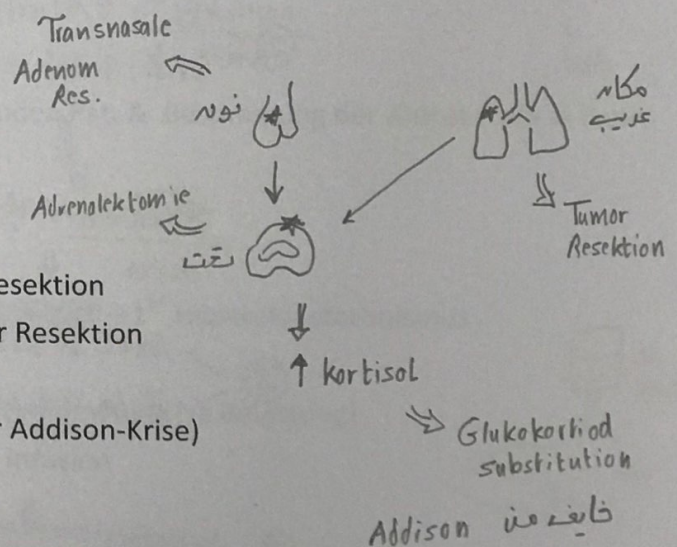 Transnasale
Adenom
Res.
فوق
مكان
غريب
Adrenalektomie
تحت
Tumor
Resektion
esektion
r Resektion
↑ kortisol
r Addison-Krise)
Glukokortiod
substitution
خايف من Addison